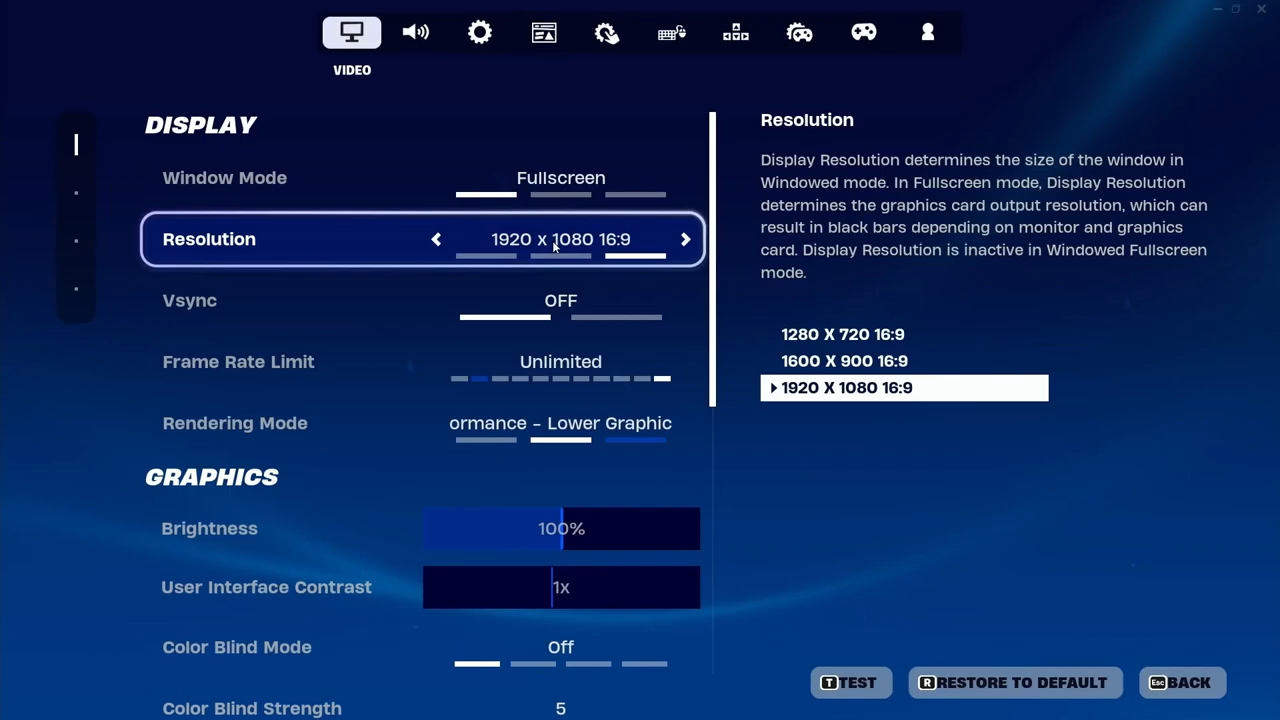 VIDEO
DISPLAY
Window Mode
Fullscreen
Resolution
1920 x 1080 16:9
Vsync
OFF
Frame Rate Limit
Unlimited
Rendering Mode
ormance - Lower Graphic
GRAPHICS
Brightness
100%
User Interface Contrast
1x
Color Blind Mode
Off
Color Blind Strength
5
Resolution
Display Resolution determines the size of the window in
Windowed mode. In Fullscreen mode, Display Resolution
determines the graphics card output resolution, which can
result in black bars depending on monitor and graphics
card. Display Resolution is inactive in Windowed Fullscreen
mode.
1280 X 720 16:9
1600 X 900 16:9
1920 X 1080 16:9
T TEST
R RESTORE TO DEFAULT
Esc BACK